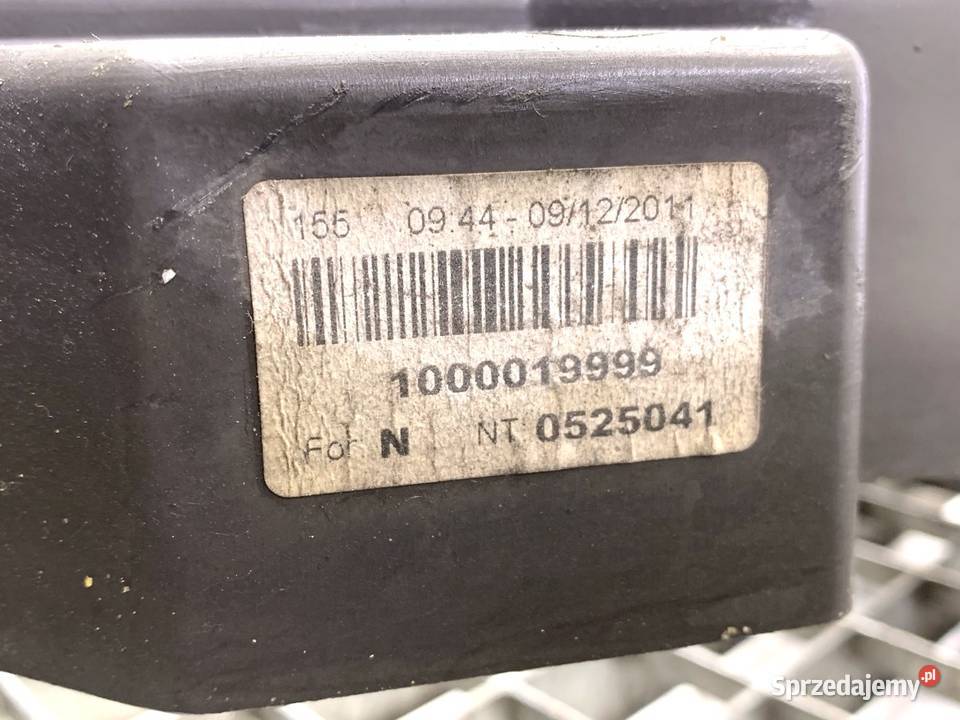 155 09:44 - 09/12/2011
1000019999
For N NT 0525041
Sprzedajemy.pl